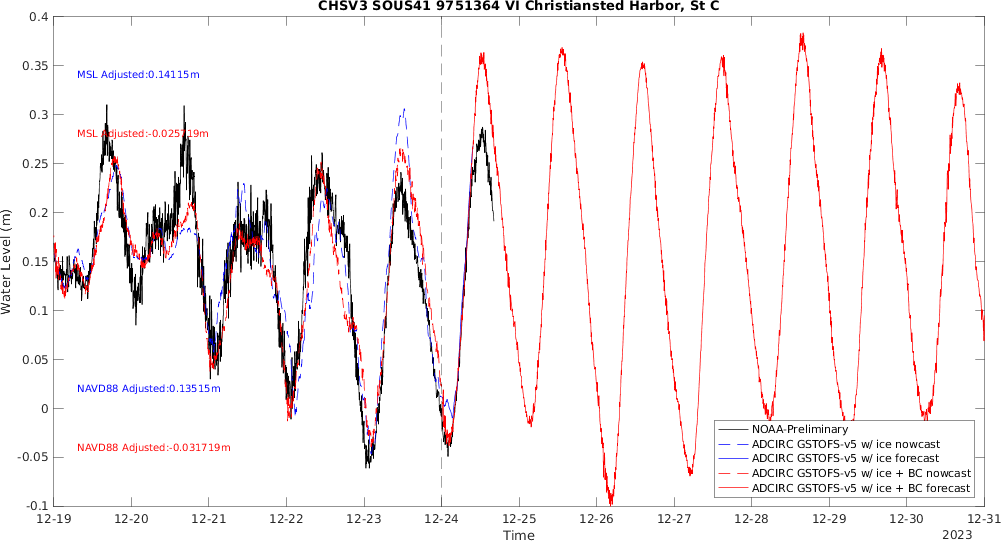 CHSV3 SOUS41 9751364 VI Christiansted Harbor, St C
0.4
0.35
0.3
0.25
0.2
0.15
0.1
0.05
0
-0.05
-0.1
Water Level (m)
MSL Adjusted:0.14115m
MSL Adjusted:-0.025719m
NAVD88 Adjusted:0.13515m
NAVD88 Adjusted:-0.031719m
NOAA-Preliminary
ADCIRC GSTOFS-v5 w/ ice nowcast
ADCIRC GSTOFS-v5 w/ ice forecast
ADCIRC GSTOFS-v5 w/ ice + BC nowcast
ADCIRC GSTOFS-v5 w/ ice + BC forecast
12-19 12-20 12-21 12-22 12-23 12-24 12-25 12-26 12-27 12-28 12-29 12-30 12-31
Time
2023